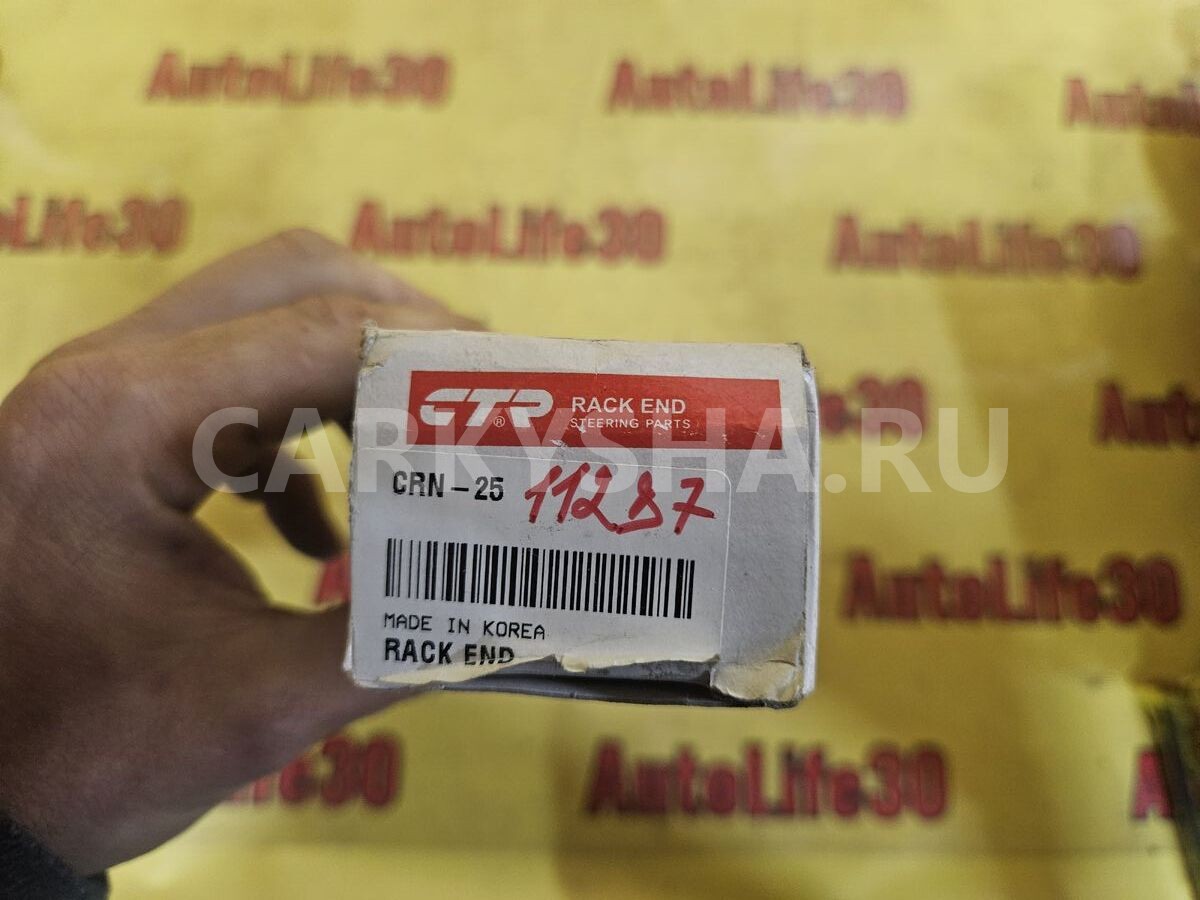 AutoLife30 AutoLife30 AutoLife30
AutoLife30 AutoLife30 AutoLife30
CTR® RACK END
STEERING PARTS
CARKYSHA.RU
CRN-25 11287
MADE IN KOREA
RACK END
AutoLife30
AutoLife30